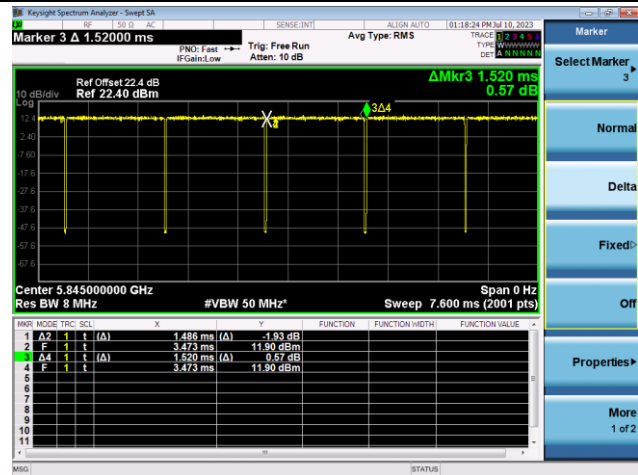 Keysight Spectrum Analyzer - Swept SA
RF 50 Ω AC SENSE:INT ALIGN AUTO 01:18:24 PM Jul 10, 2023
Marker 3 Δ 1.52000 ms
PNO: Fast
IFGain:Low
Trig: Free Run
Atten: 10 dB
Avg Type: RMS
TRACE 1 2 3 4 5 6
TYPE WWWWWW
DET A NNNNN
Ref Offset 22.4 dB
10 dB/div Ref 22.40 dBm
Log
ΔMkr3 1.520 ms
0.57 dB
3Δ4
12.4
2.40
-7.60
-17.6
-27.6
-37.6
-47.6
-57.6
-67.6
Center 5.845000000 GHz Span 0 Hz
Res BW 8 MHz #VBW 50 MHz* Sweep 7.600 ms (2001 pts)
MKR MODE TRC SCL X Y FUNCTION FUNCTION WIDTH FUNCTION VALUE
1 Δ2 1 t (Δ) 1.486 ms (Δ) -1.93 dB
2 F 1 t 3.473 ms 11.90 dBm
3 Δ4 1 t (Δ) 1.520 ms (Δ) 0.57 dB
4 F 1 t 3.473 ms 11.90 dBm
5
6
7
8
9
10
11
MSG STATUS
Marker
Select Marker
3
Normal
Delta
Fixed
Off
Properties
More
1 of 2